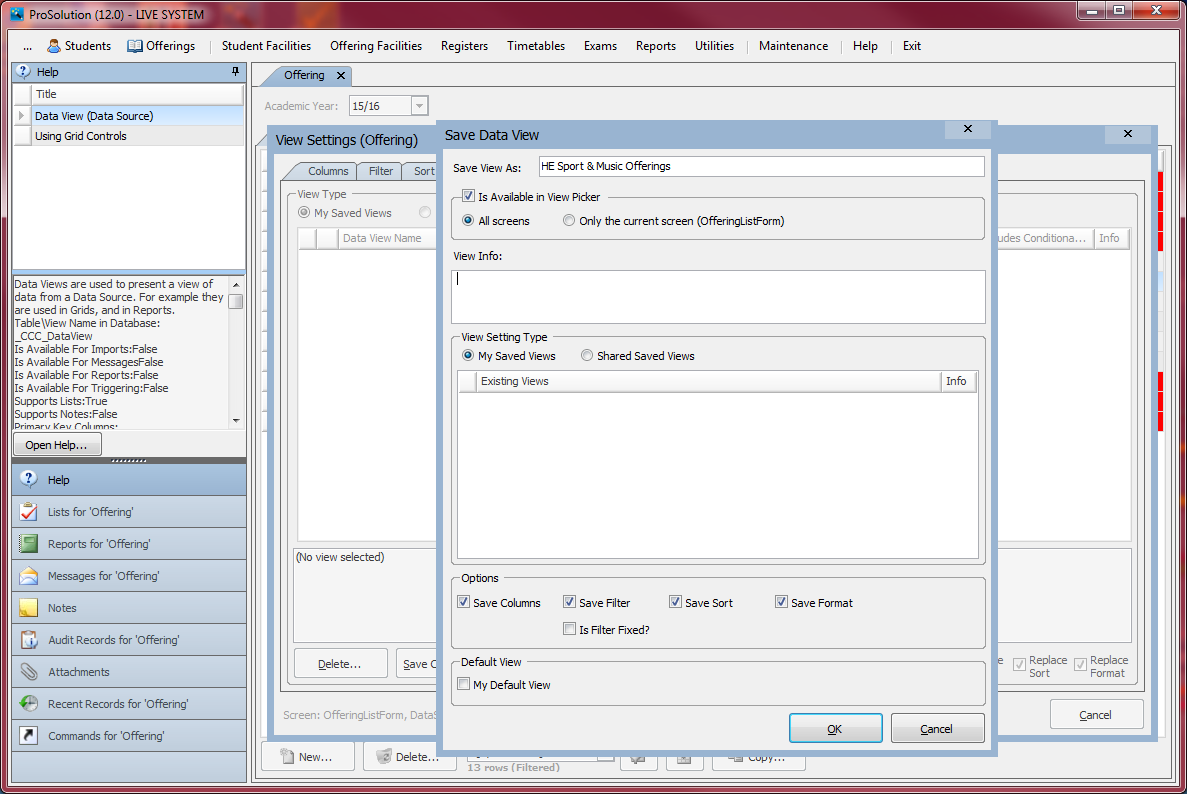 ProSolution (12.0) - LIVE SYSTEM
... Students Offerings Student Facilities Offering Facilities Registers Timetables Exams Reports Utilities Maintenance Help Exit
Help
Title
Data View (Data Source)
Using Grid Controls
Data Views are used to present a view of
data from a Data Source. For example they
are used in Grids, and in Reports.
Table\View Name in Database:
_CCC_DataView
Is Available For Imports:False
Is Available For MessagesFalse
Is Available For Reports:False
Is Available For Triggering:False
Supports Lists:True
Supports Notes:False
Primary Key Columns:
Open Help...
Help
Lists for 'Offering'
Reports for 'Offering'
Messages for 'Offering'
Notes
Audit Records for 'Offering'
Attachments
Recent Records for 'Offering'
Commands for 'Offering'
Offering
Academic Year: 15/16
View Settings (Offering)
Columns Filter Sort
View Type
My Saved Views
Data View Name
udes Conditiona... Info
(No view selected)
Delete... Save C
e Replace Sort Replace Format
Screen: OfferingListForm, DataS
Cancel
New... Delete... Copy...
13 rows (Filtered)
Save Data View
Save View As: HE Sport & Music Offerings
Is Available in View Picker
All screens Only the current screen (OfferingListForm)
View Info:
View Setting Type
My Saved Views Shared Saved Views
Existing Views Info
Options
Save Columns Save Filter Save Sort Save Format
Is Filter Fixed?
Default View
My Default View
OK Cancel